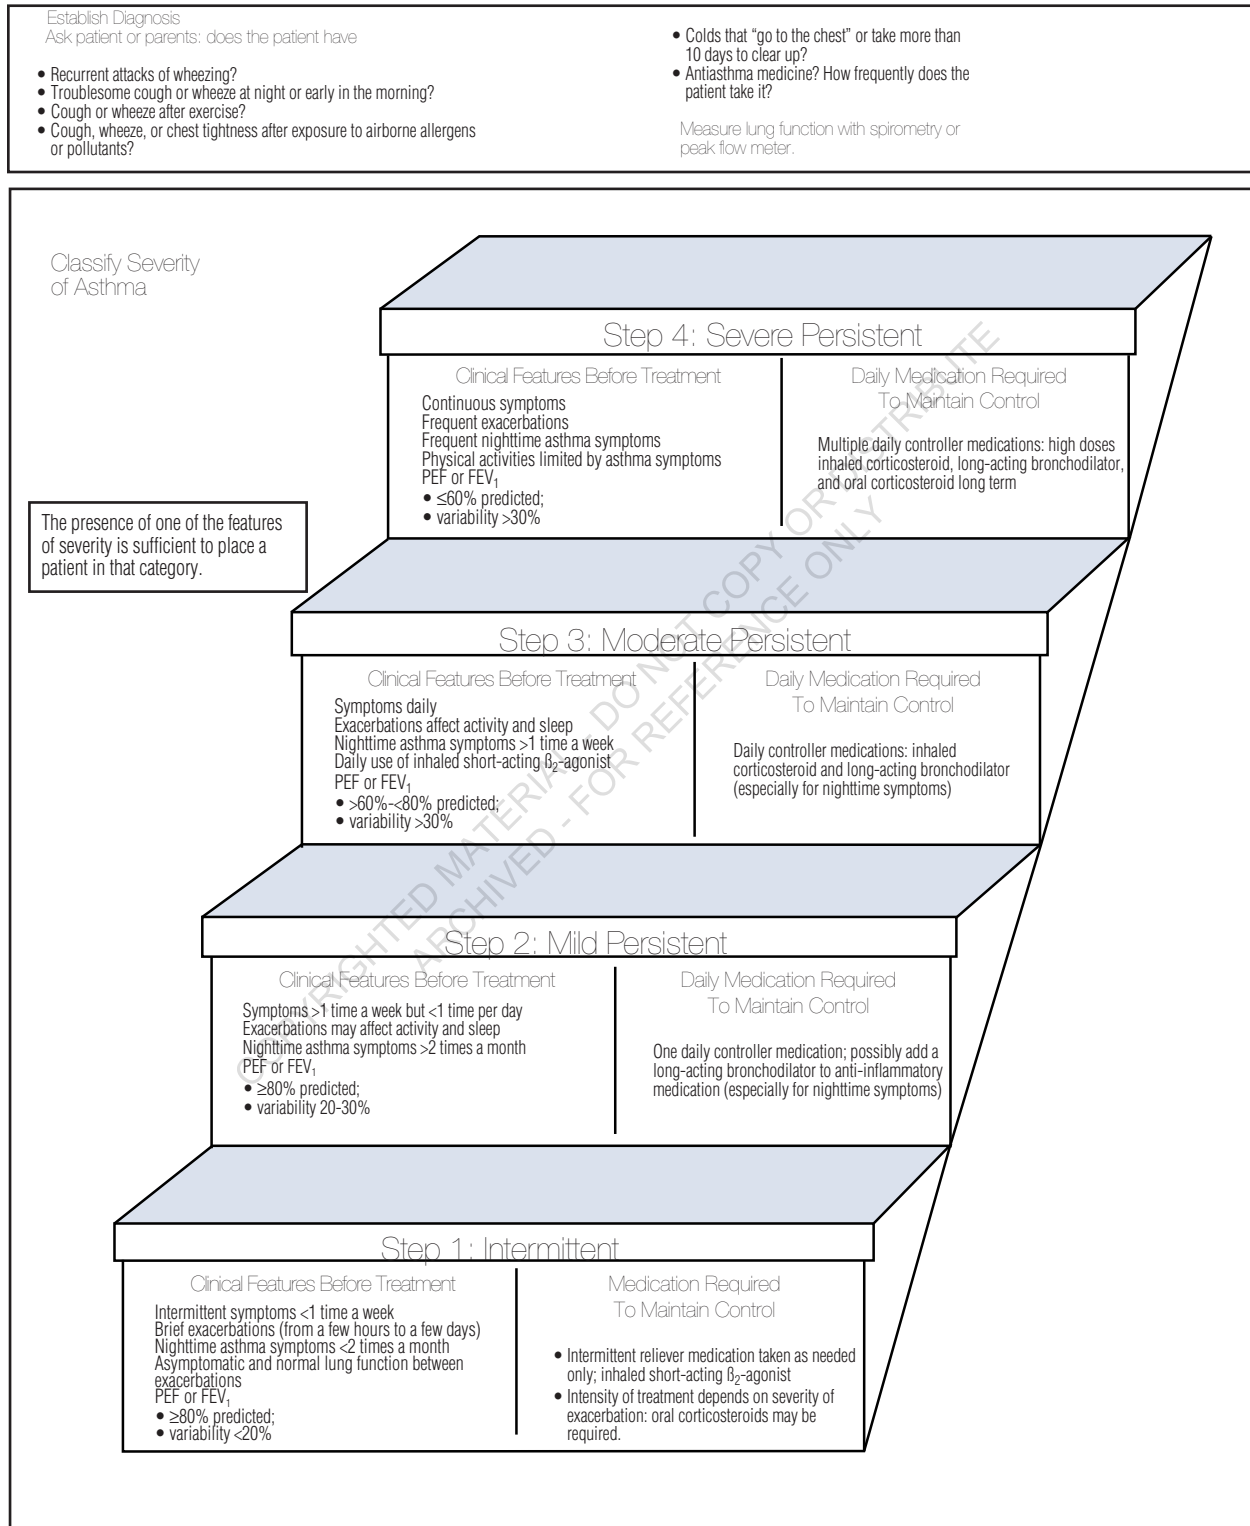 Establish Diagnosis
Ask patient or parents: does the patient have
• Recurrent attacks of wheezing?
• Troublesome cough or wheeze at night or early in the morning?
• Cough or wheeze after exercise?
• Cough, wheeze, or chest tightness after exposure to airborne allergens
or pollutants?
• Colds that “go to the chest” or take more than
10 days to clear up?
• Antiasthma medicine? How frequently does the
patient take it?
Measure lung function with spirometry or
peak flow meter.
Classify Severity
of Asthma
Step 4: Severe Persistent
Clinical Features Before Treatment
Continuous symptoms
Frequent exacerbations
Frequent nighttime asthma symptoms
Physical activities limited by asthma symptoms
PEF or FEV₁
• ≤60% predicted;
• variability >30%
Daily Medication Required
To Maintain Control
Multiple daily controller medications: high doses
inhaled corticosteroid, long-acting bronchodilator,
and oral corticosteroid long term
The presence of one of the features
of severity is sufficient to place a
patient in that category.
Step 3: Moderate Persistent
Clinical Features Before Treatment
Symptoms daily
Exacerbations affect activity and sleep
Nighttime asthma symptoms >1 time a week
Daily use of inhaled short-acting ß₂-agonist
PEF or FEV₁
• >60%-<80% predicted;
• variability >30%
Daily Medication Required
To Maintain Control
Daily controller medications: inhaled
corticosteroid and long-acting bronchodilator
(especially for nighttime symptoms)
Step 2: Mild Persistent
Clinical Features Before Treatment
Symptoms >1 time a week but <1 time per day
Exacerbations may affect activity and sleep
Nighttime asthma symptoms >2 times a month
PEF or FEV₁
• ≥80% predicted;
• variability 20-30%
Daily Medication Required
To Maintain Control
One daily controller medication; possibly add a
long-acting bronchodilator to anti-inflammatory
medication (especially for nighttime symptoms)
Step 1: Intermittent
Clinical Features Before Treatment
Intermittent symptoms <1 time a week
Brief exacerbations (from a few hours to a few days)
Nighttime asthma symptoms <2 times a month
Asymptomatic and normal lung function between
exacerbations
PEF or FEV₁
• ≥80% predicted;
• variability <20%
Medication Required
To Maintain Control
• Intermittent reliever medication taken as needed
only; inhaled short-acting ß₂-agonist
• Intensity of treatment depends on severity of
exacerbation: oral corticosteroids may be
required.
COPYRIGHTED MATERIAL - DO NOT COPY OR DISTRIBUTE
ARCHIVED - FOR REFERENCE ONLY